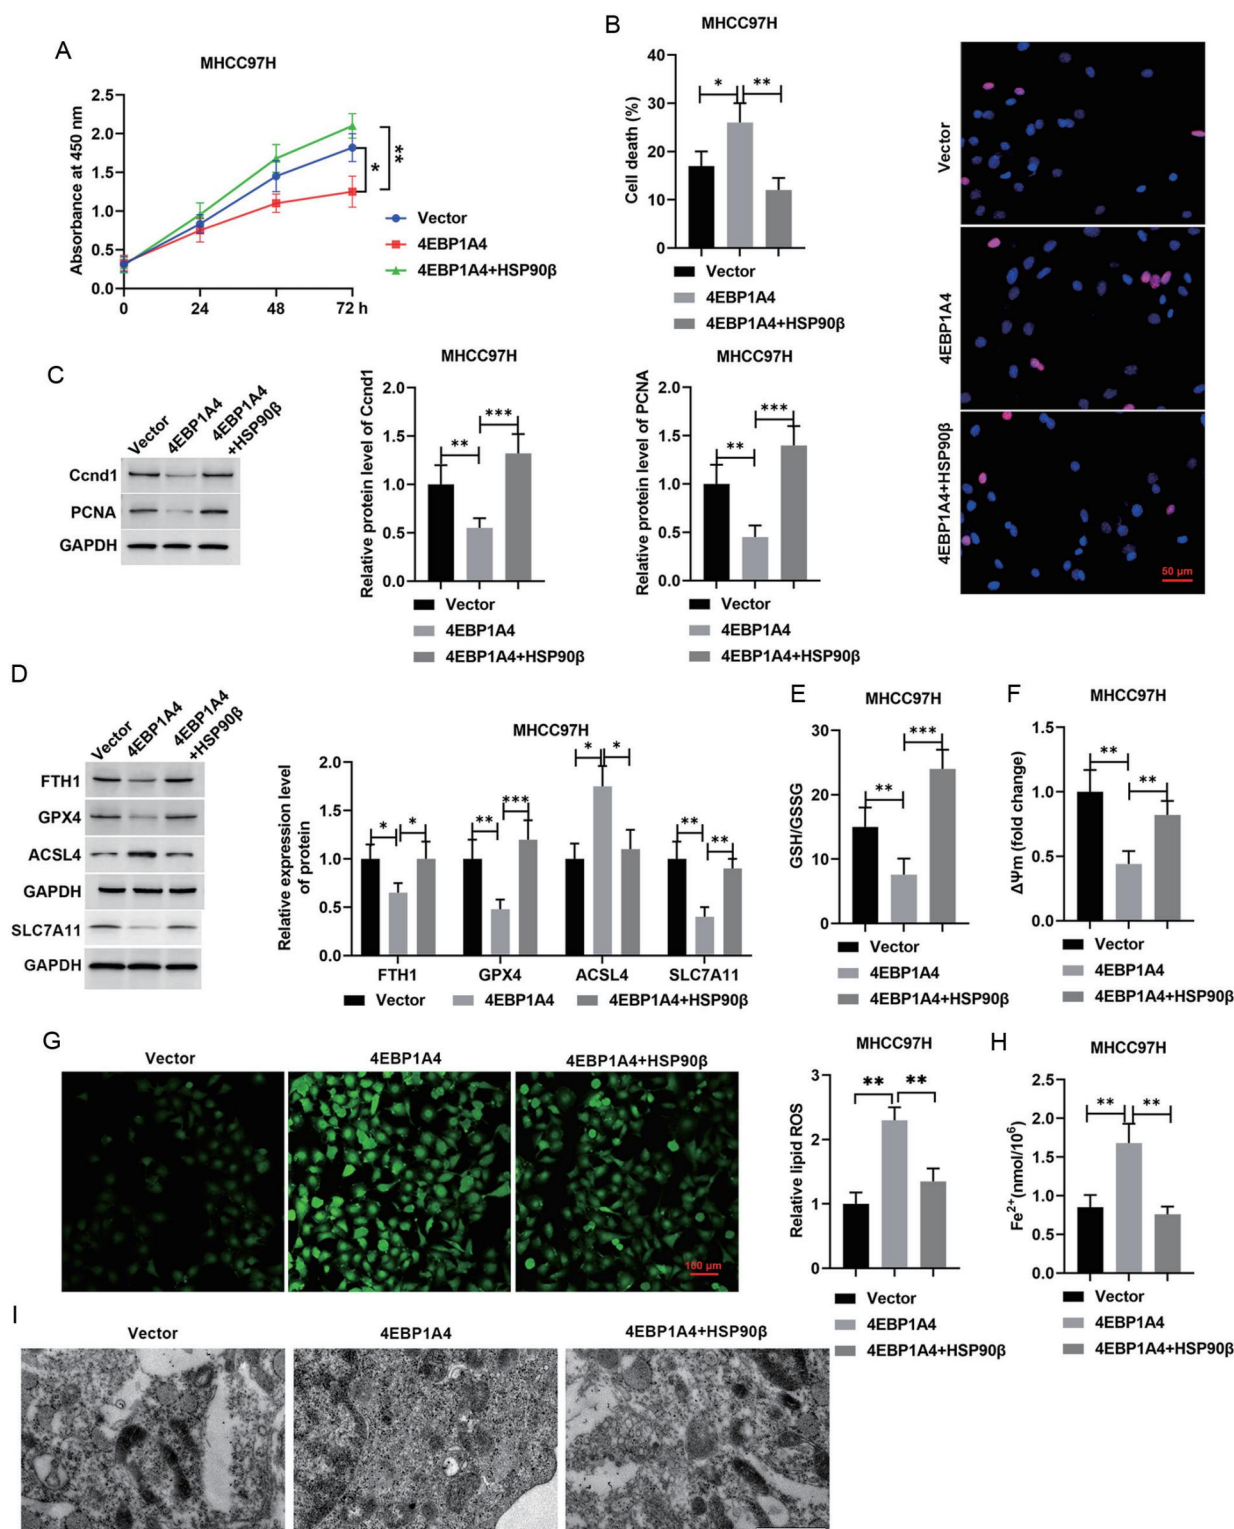 A
MHCC97H
Absorbance at 450 nm
2.5
2.0
1.5
1.0
0.5
0.0
0
24
48
72 h
*
**
Vector
4EBP1A4
4EBP1A4+HSP90β
B
MHCC97H
Cell death (%)
40
30
20
10
0
*
**
Vector
4EBP1A4
4EBP1A4+HSP90β
Vector
4EBP1A4
4EBP1A4+HSP90β
50 µm
C
Vector
4EBP1A4
4EBP1A4
+HSP90β
Ccnd1
PCNA
GAPDH
MHCC97H
Relative protein level of Ccnd1
2.0
1.5
1.0
0.5
0.0
**
***
Vector
4EBP1A4
4EBP1A4+HSP90β
MHCC97H
Relative protein level of PCNA
2.0
1.5
1.0
0.5
0.0
**
***
Vector
4EBP1A4
4EBP1A4+HSP90β
D
Vector
4EBP1A4
4EBP1A4
+HSP90β
FTH1
GPX4
ACSL4
GAPDH
SLC7A11
GAPDH
MHCC97H
Relative expression level
of protein
2.0
1.5
1.0
0.5
0.0
*
*
**
***
*
*
**
**
FTH1
GPX4
ACSL4
SLC7A11
Vector
4EBP1A4
4EBP1A4+HSP90β
E
MHCC97H
GSH/GSSG
30
20
10
0
**
***
Vector
4EBP1A4
4EBP1A4+HSP90β
F
MHCC97H
ΔΨm (fold change)
1.5
1.0
0.5
0.0
**
**
Vector
4EBP1A4
4EBP1A4+HSP90β
G
Vector
4EBP1A4
4EBP1A4+HSP90β
100 µm
MHCC97H
Relative lipid ROS
3
2
1
0
**
**
Vector
4EBP1A4
4EBP1A4+HSP90β
H
MHCC97H
Fe²⁺(nmol/10⁶)
2.5
2.0
1.5
1.0
0.5
0.0
**
**
Vector
4EBP1A4
4EBP1A4+HSP90β
I
Vector
4EBP1A4
4EBP1A4+HSP90β